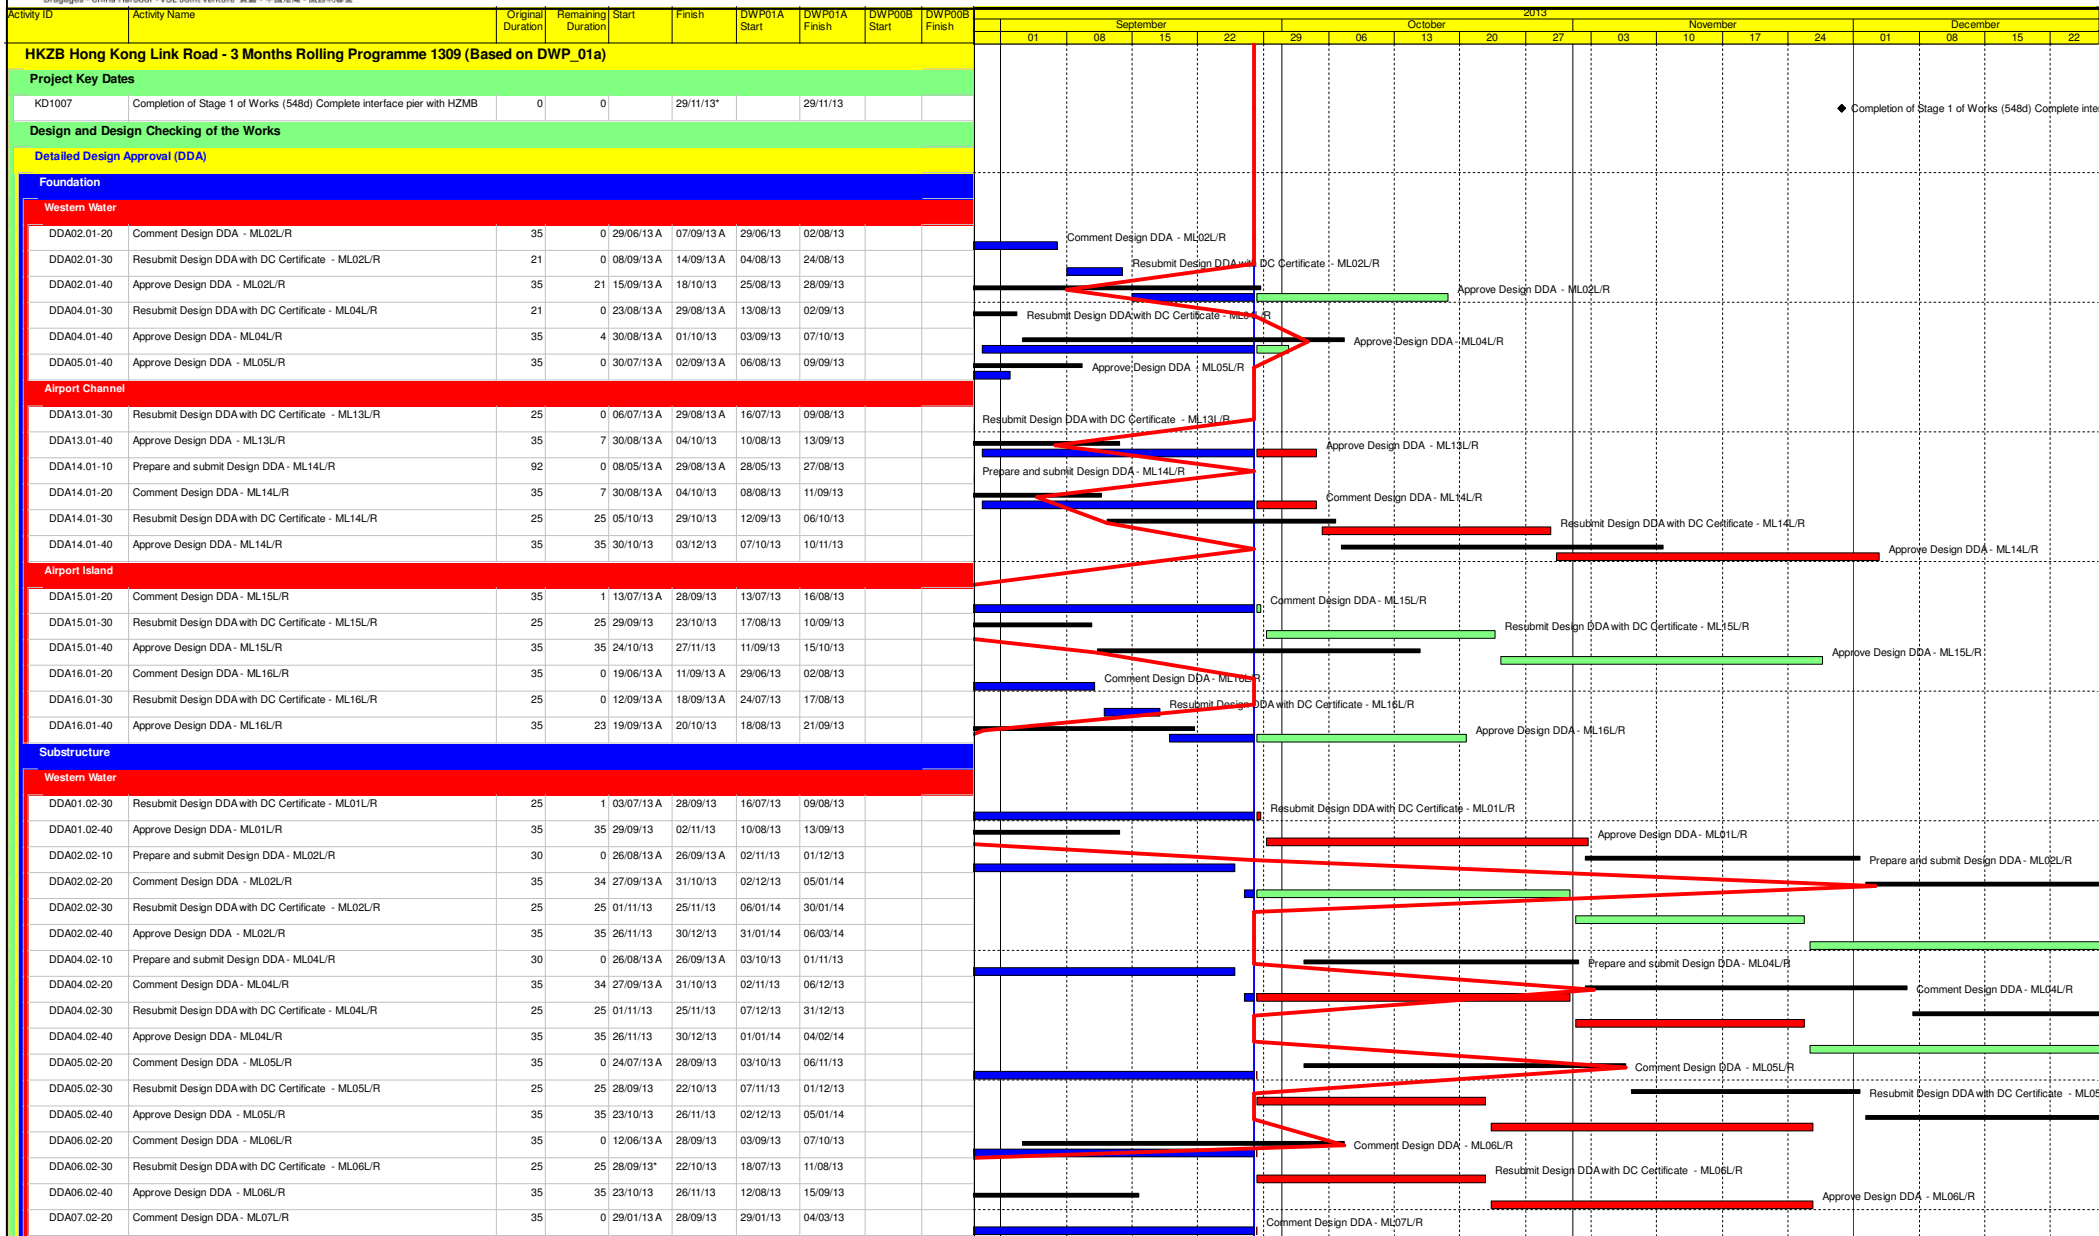 Activity ID Activity Name Original Duration Remaining Duration Start Finish DWP01A Start DWP01A Finish DWP00B Start DWP00B Finish
2013
September October November December
01 08 15 22 29 06 13 20 27 03 10 17 24 01 08 15 22
HKZB Hong Kong Link Road - 3 Months Rolling Programme 1309 (Based on DWP_01a)
Project Key Dates
KD1007 Completion of Stage 1 of Works (548d) Complete interface pier with HZMB 0 0 29/11/13* 29/11/13 Completion of Stage 1 of Works (548d) Complete inte
Design and Design Checking of the Works
Detailed Design Approval (DDA)
Foundation
Western Water
DDA02.01-20 Comment Design DDA - ML02L/R 35 0 29/06/13 A 07/09/13 A 29/06/13 02/08/13 Comment Design DDA - ML02L/R
DDA02.01-30 Resubmit Design DDA with DC Certificate - ML02L/R 21 0 08/09/13 A 14/09/13 A 04/08/13 24/08/13 Resubmit Design DDA with DC Certificate - ML02L/R
DDA02.01-40 Approve Design DDA - ML02L/R 35 21 15/09/13 A 18/10/13 25/08/13 28/09/13 Approve Design DDA - ML02L/R
DDA04.01-30 Resubmit Design DDA with DC Certificate - ML04L/R 21 0 23/08/13 A 29/08/13 A 13/08/13 02/09/13 Resubmit Design DDA with DC Certificate - ML04L/R
DDA04.01-40 Approve Design DDA - ML04L/R 35 4 30/08/13 A 01/10/13 03/09/13 07/10/13 Approve Design DDA - ML04L/R
DDA05.01-40 Approve Design DDA - ML05L/R 35 0 30/07/13 A 02/09/13 A 06/08/13 09/09/13 Approve Design DDA - ML05L/R
Airport Channel
DDA13.01-30 Resubmit Design DDA with DC Certificate - ML13L/R 25 0 06/07/13 A 29/08/13 A 16/07/13 09/08/13 Resubmit Design DDA with DC Certificate - ML13L/R
DDA13.01-40 Approve Design DDA - ML13L/R 35 7 30/08/13 A 04/10/13 10/08/13 13/09/13 Approve Design DDA - ML13L/R
DDA14.01-10 Prepare and submit Design DDA - ML14L/R 92 0 08/05/13 A 29/08/13 A 28/05/13 27/08/13 Prepare and submit Design DDA - ML14L/R
DDA14.01-20 Comment Design DDA - ML14L/R 35 7 30/08/13 A 04/10/13 08/08/13 11/09/13 Comment Design DDA - ML14L/R
DDA14.01-30 Resubmit Design DDA with DC Certificate - ML14L/R 25 25 05/10/13 29/10/13 12/09/13 06/10/13 Resubmit Design DDA with DC Certificate - ML14L/R
DDA14.01-40 Approve Design DDA - ML14L/R 35 35 30/10/13 03/12/13 07/10/13 10/11/13 Approve Design DDA - ML14L/R
Airport Island
DDA15.01-20 Comment Design DDA - ML15L/R 35 1 13/07/13 A 28/09/13 13/07/13 16/08/13 Comment Design DDA - ML15L/R
DDA15.01-30 Resubmit Design DDA with DC Certificate - ML15L/R 25 25 29/09/13 23/10/13 17/08/13 10/09/13 Resubmit Design DDA with DC Certificate - ML15L/R
DDA15.01-40 Approve Design DDA - ML15L/R 35 35 24/10/13 27/11/13 11/09/13 15/10/13 Approve Design DDA - ML15L/R
DDA16.01-20 Comment Design DDA - ML16L/R 35 0 19/06/13 A 11/09/13 A 29/06/13 02/08/13 Comment Design DDA - ML16L/R
DDA16.01-30 Resubmit Design DDA with DC Certificate - ML16L/R 25 0 12/09/13 A 18/09/13 A 24/07/13 17/08/13 Resubmit Design DDA with DC Certificate - ML16L/R
DDA16.01-40 Approve Design DDA - ML16L/R 35 23 19/09/13 A 20/10/13 18/08/13 21/09/13 Approve Design DDA - ML16L/R
Substructure
Western Water
DDA01.02-30 Resubmit Design DDA with DC Certificate - ML01L/R 25 1 03/07/13 A 28/09/13 16/07/13 09/08/13 Resubmit Design DDA with DC Certificate - ML01L/R
DDA01.02-40 Approve Design DDA - ML01L/R 35 35 29/09/13 02/11/13 10/08/13 13/09/13 Approve Design DDA - ML01L/R
DDA02.02-10 Prepare and submit Design DDA - ML02L/R 30 0 26/08/13 A 26/09/13 A 02/11/13 01/12/13 Prepare and submit Design DDA - ML02L/R
DDA02.02-20 Comment Design DDA - ML02L/R 35 34 27/09/13 A 31/10/13 02/12/13 05/01/14
DDA02.02-30 Resubmit Design DDA with DC Certificate - ML02L/R 25 25 01/11/13 25/11/13 06/01/14 30/01/14
DDA02.02-40 Approve Design DDA - ML02L/R 35 35 26/11/13 30/12/13 31/01/14 06/03/14
DDA04.02-10 Prepare and submit Design DDA - ML04L/R 30 0 26/08/13 A 26/09/13 A 03/10/13 01/11/13 Prepare and submit Design DDA - ML04L/R
DDA04.02-20 Comment Design DDA - ML04L/R 35 34 27/09/13 A 31/10/13 02/11/13 06/12/13 Comment Design DDA - ML04L/R
DDA04.02-30 Resubmit Design DDA with DC Certificate - ML04L/R 25 25 01/11/13 25/11/13 07/12/13 31/12/13
DDA04.02-40 Approve Design DDA - ML04L/R 35 35 26/11/13 30/12/13 01/01/14 04/02/14
DDA05.02-20 Comment Design DDA - ML05L/R 35 0 24/07/13 A 28/09/13 03/10/13 06/11/13 Comment Design DDA - ML05L/R
DDA05.02-30 Resubmit Design DDA with DC Certificate - ML05L/R 25 25 28/09/13 22/10/13 07/11/13 01/12/13 Resubmit Design DDA with DC Certificate - ML05
DDA05.02-40 Approve Design DDA - ML05L/R 35 35 23/10/13 26/11/13 02/12/13 05/01/14
DDA06.02-20 Comment Design DDA - ML06L/R 35 0 12/06/13 A 28/09/13 03/09/13 07/10/13 Comment Design DDA - ML06L/R
DDA06.02-30 Resubmit Design DDA with DC Certificate - ML06L/R 25 25 28/09/13* 22/10/13 18/07/13 11/08/13 Resubmit Design DDA with DC Certificate - ML06L/R
DDA06.02-40 Approve Design DDA - ML06L/R 35 35 23/10/13 26/11/13 12/08/13 15/09/13 Approve Design DDA - ML06L/R
DDA07.02-20 Comment Design DDA - ML07L/R 35 0 29/01/13 A 28/09/13 29/01/13 04/03/13 Comment Design DDA - ML07L/R